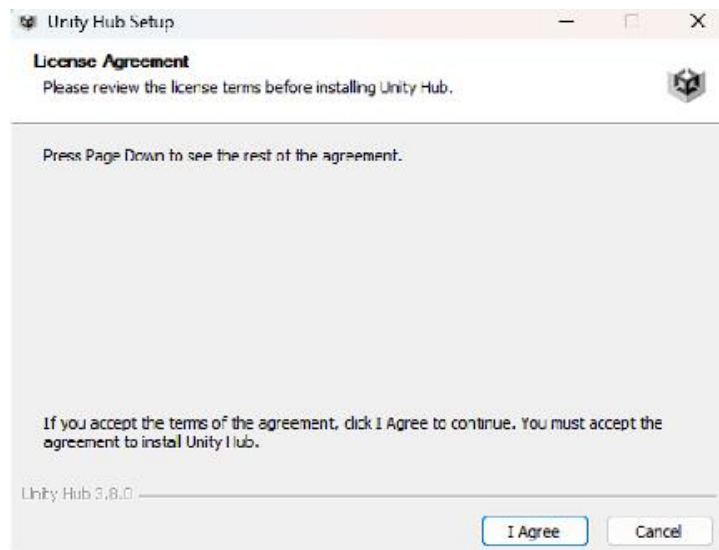 Unity Hub Setup
License Agreement
Please review the license terms before installing Unity Hub.
Press Page Down to see the rest of the agreement.
If you accept the terms of the agreement, click I Agree to continue. You must accept the
agreement to install Unity Hub.
Unity Hub 3.8.0
I Agree
Cancel